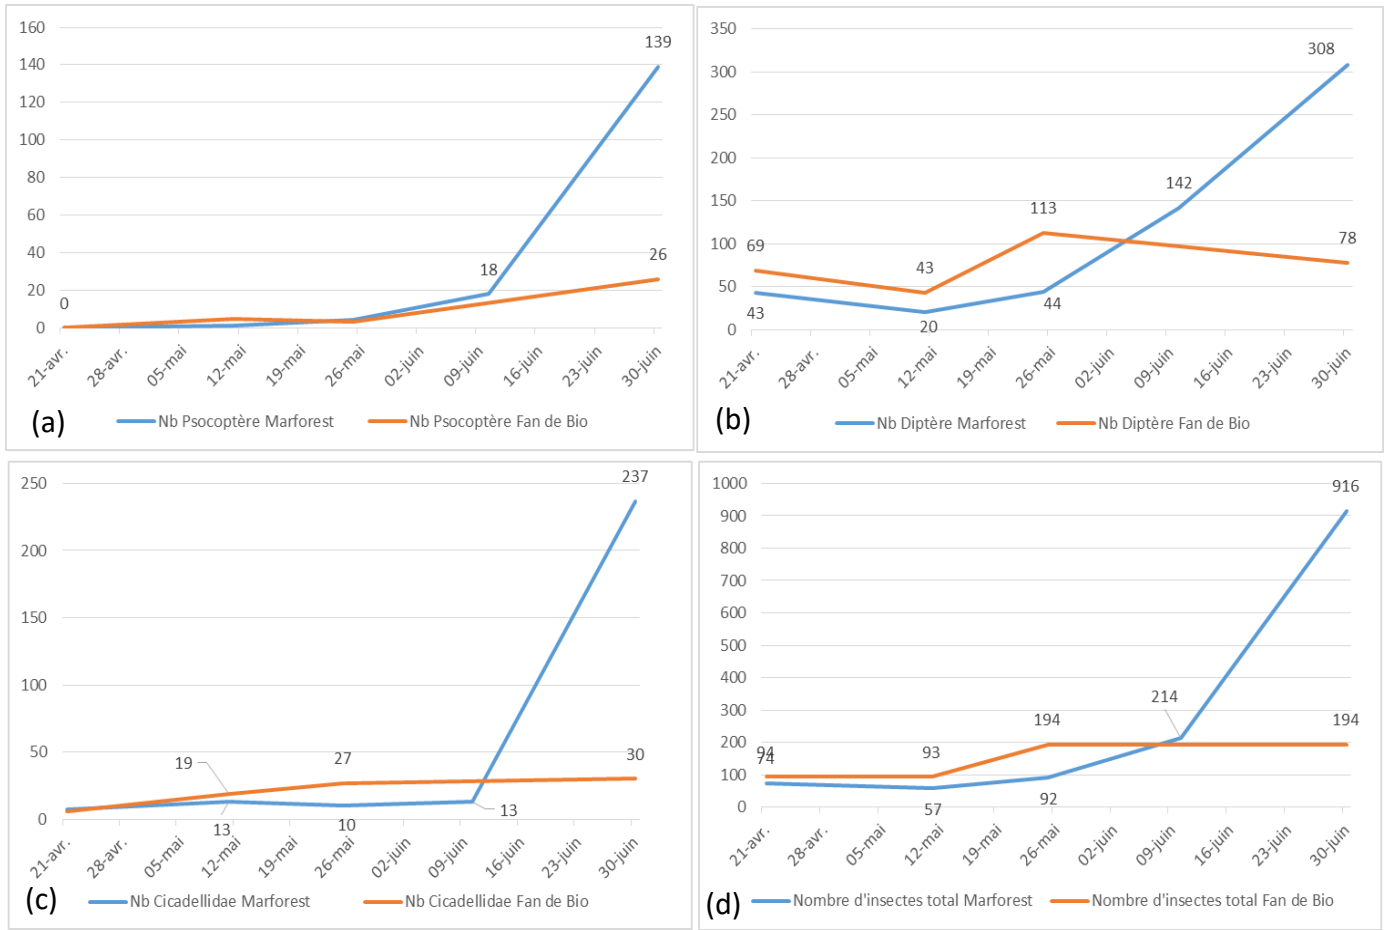 160
140
120
100
80
60
40
20
0
139
26
18
0
21-avr.
28-avr.
05-mai
12-mai
19-mai
26-mai
02-juin
09-juin
16-juin
23-juin
30-juin
(a)
Nb Psocoptère Marforest
Nb Psocoptère Fan de Bio
350
300
250
200
150
100
50
0
308
142
113
78
69
43
43
44
20
21-avr.
28-avr.
05-mai
12-mai
19-mai
26-mai
02-juin
09-juin
16-juin
23-juin
30-juin
(b)
Nb Diptère Marforest
Nb Diptère Fan de Bio
250
200
150
100
50
0
237
19
27
30
13
10
13
21-avr.
28-avr.
05-mai
12-mai
19-mai
26-mai
02-juin
09-juin
16-juin
23-juin
30-juin
(c)
Nb Cicadellidae Marforest
Nb Cicadellidae Fan de Bio
1000
900
800
700
600
500
400
300
200
100
0
916
214
194
194
94
74
93
57
92
21-avr.
28-avr.
05-mai
12-mai
19-mai
26-mai
02-juin
09-juin
16-juin
23-juin
30-juin
(d)
Nombre d'insectes total Marforest
Nombre d'insectes total Fan de Bio